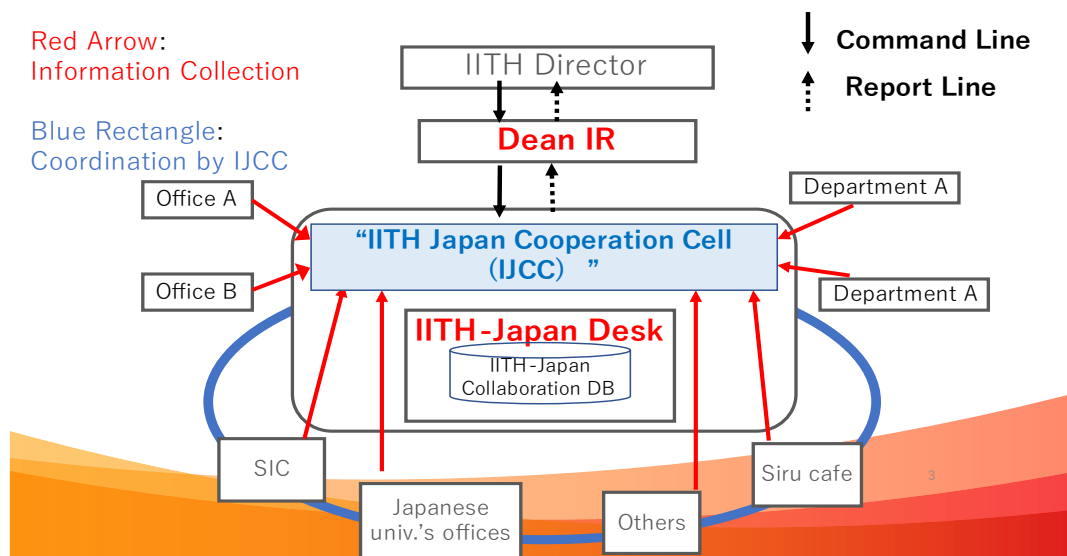 Red Arrow:
Information Collection
Blue Rectangle:
Coordination by IJCC
Command Line
Report Line
IITH Director
Dean IR
Office A
Department A
“IITH Japan Cooperation Cell
(IJCC) ”
Office B
Department A
IITH-Japan Desk
IITH-Japan
Collaboration DB
SIC
Siru cafe
3
Japanese
univ.'s offices
Others